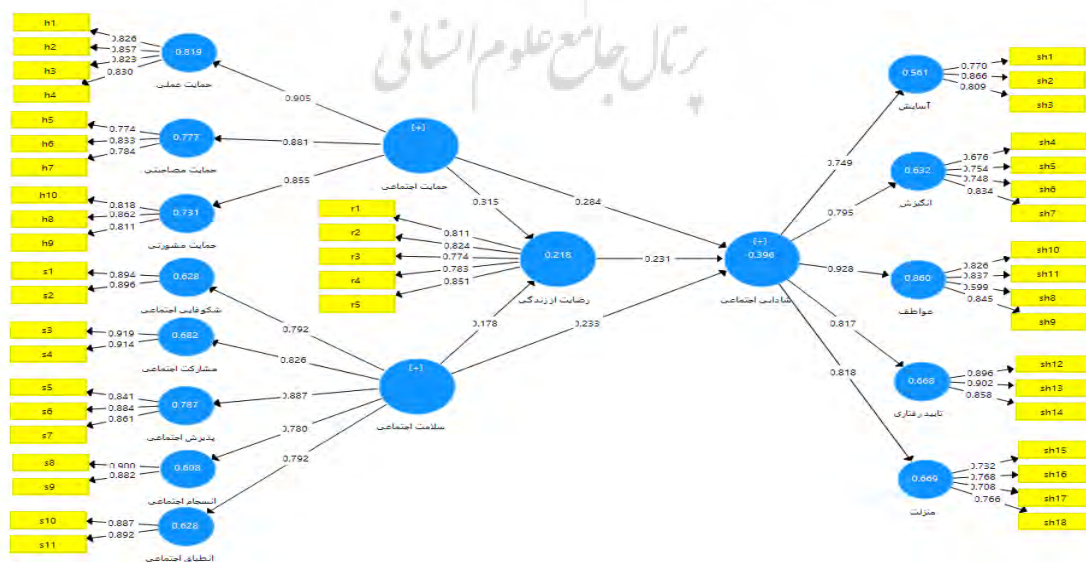 پرتال جامع علوم انسانی
h1
h2
h3
h4
0.826
0.857
0.823
0.830
0.819
حمایت عملی
0.905
h5
h6
h7
0.774
0.833
0.784
0.777
حمایت مصاحبتی
0.881
h10
h8
h9
0.818
0.862
0.811
0.731
حمایت مشورتی
0.855
[+]
حمایت اجتماعی
0.315
0.284
s1
s2
0.894
0.896
0.628
شکوفایی اجتماعی
0.792
s3
s4
0.919
0.914
0.682
مشارکت اجتماعی
0.826
s5
s6
s7
0.841
0.884
0.861
0.787
پذیرش اجتماعی
0.887
s8
s9
0.900
0.882
0.608
انسجام اجتماعی
0.780
s10
s11
0.887
0.892
0.628
انطباق اجتماعی
0.792
[+]
سلامت اجتماعی
0.178
0.233
r1
r2
r3
r4
r5
0.811
0.824
0.774
0.783
0.851
0.218
رضایت از زندگی
0.231
[+]
0.396
شادابی اجتماعی
0.749
0.561
آسایش
0.770
0.866
0.809
sh1
sh2
sh3
0.795
0.632
انگیزش
0.676
0.754
0.748
0.834
sh4
sh5
sh6
sh7
0.928
0.860
عواطف
0.826
0.837
0.599
0.845
sh10
sh11
sh8
sh9
0.817
0.668
تایید رفتاری
0.896
0.902
0.858
sh12
sh13
sh14
0.818
0.669
منزلت
0.732
0.768
0.708
0.766
sh15
sh16
sh17
sh18